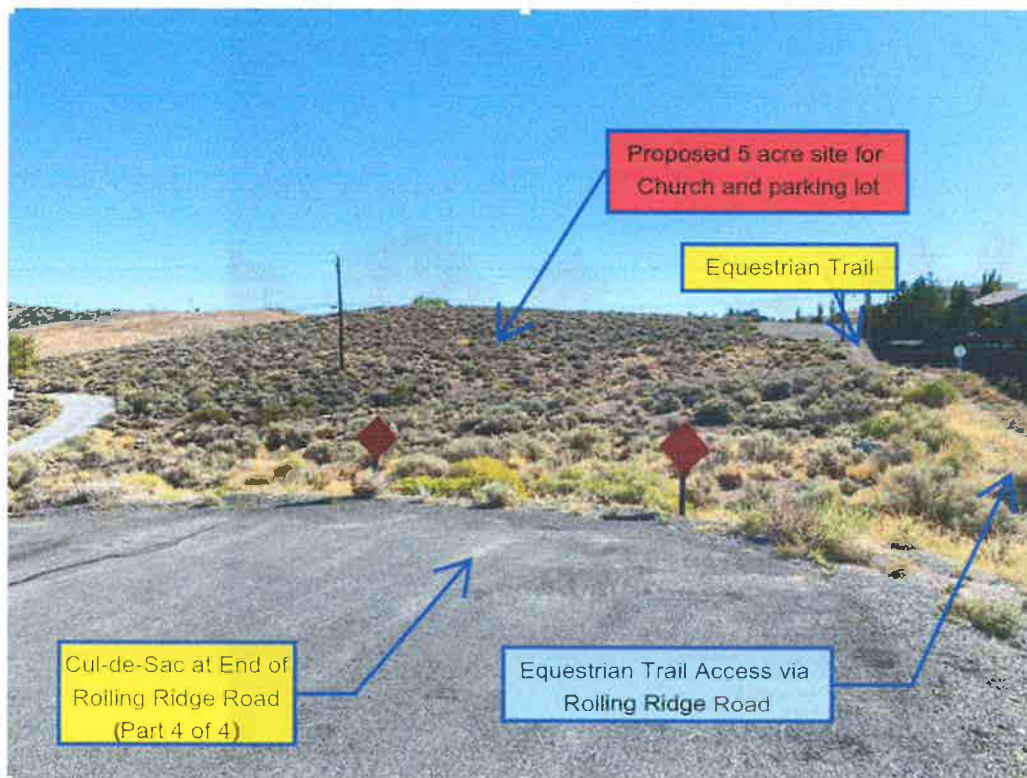 Proposed 5 acre site for
Church and parking lot
Equestrian Trail
Cul-de-Sac at End of
Rolling Ridge Road
(Part 4 of 4)
Equestrian Trail Access via
Rolling Ridge Road